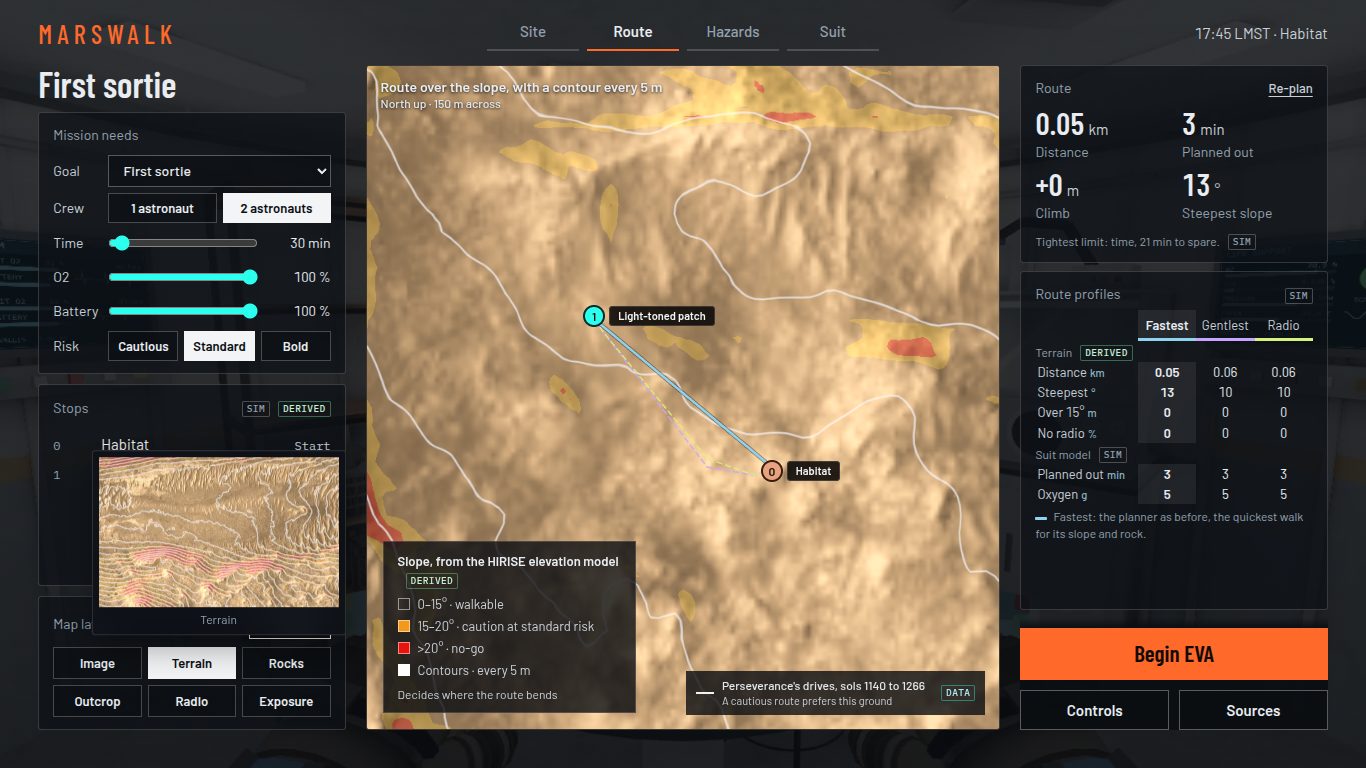 MARSWALK
Site
Route
Hazards
Suit
17:45 LMST · Habitat
First sortie
Mission needs
Goal First sortie
Crew 1 astronaut 2 astronauts
Time 30 min
O2 100 %
Battery 100 %
Risk Cautious Standard Bold
Stops SIM DERIVED
0 Habitat Start
1
Terrain
Map la
Image Terrain Rocks
Outcrop Radio Exposure
Route over the slope, with a contour every 5 m
North up · 150 m across
1 Light-toned patch
0 Habitat
Slope, from the HIRISE elevation model
DERIVED
0–15° · walkable
15–20° · caution at standard risk
>20° · no-go
Contours · every 5 m
Decides where the route bends
Perseverance's drives, sols 1140 to 1266
A cautious route prefers this ground
DATA
Route Re-plan
0.05 km 3 min
Distance Planned out
+0 m 13 °
Climb Steepest slope
Tightest limit: time, 21 min to spare. SIM
Route profiles SIM
Fastest Gentlest Radio
Terrain DERIVED
Distance km 0.05 0.06 0.06
Steepest ° 13 10 10
Over 15° m 0 0 0
No radio % 0 0 0
Suit model SIM
Planned out min 3 3 3
Oxygen g 5 5 5
Fastest: the planner as before, the quickest walk
for its slope and rock.
Begin EVA
Controls Sources